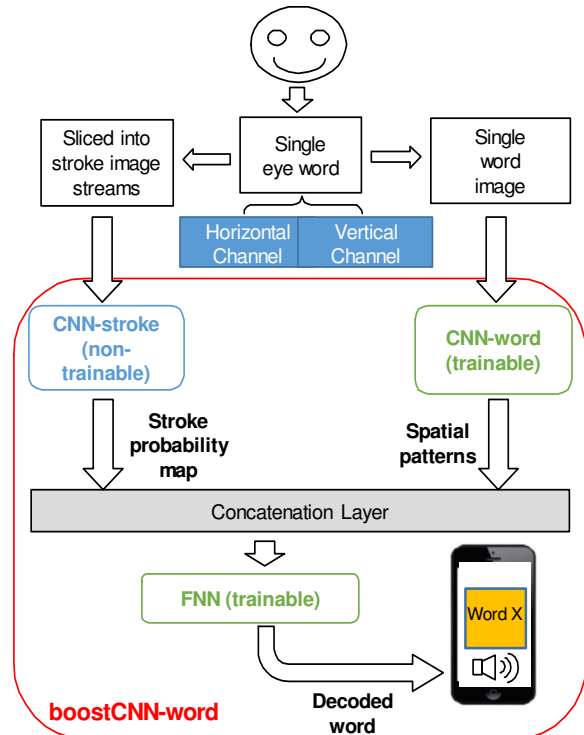 Sliced into
stroke image
streams
Single
eye word
Single
word
image
Horizontal
Channel
Vertical
Channel
CNN-stroke
(non-
trainable)
CNN-word
(trainable)
Stroke
probability
map
Spatial
patterns
Concatenation Layer
FNN (trainable)
Word X
Decoded
word
boostCNN-word